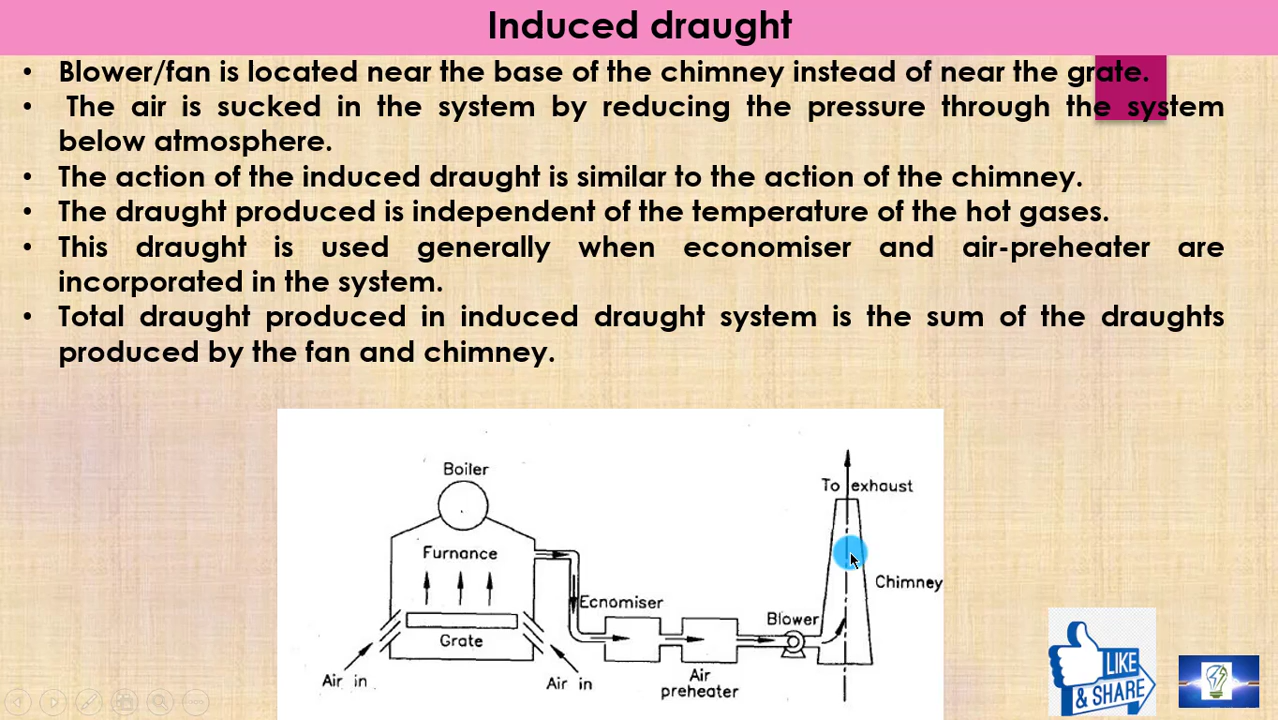 Induced draught
• Blower/fan is located near the base of the chimney instead of near the grate.
• The air is sucked in the system by reducing the pressure through the system
below atmosphere.
• The action of the induced draught is similar to the action of the chimney.
• The draught produced is independent of the temperature of the hot gases.
• This draught is used generally when economiser and air-preheater are
incorporated in the system.
• Total draught produced in induced draught system is the sum of the draughts
produced by the fan and chimney.
Boiler
To exhaust
Furnance
Chimney
Ecnomiser
Blower
Grate
Air in
Air in
Air
preheater
LIKE
& SHARE